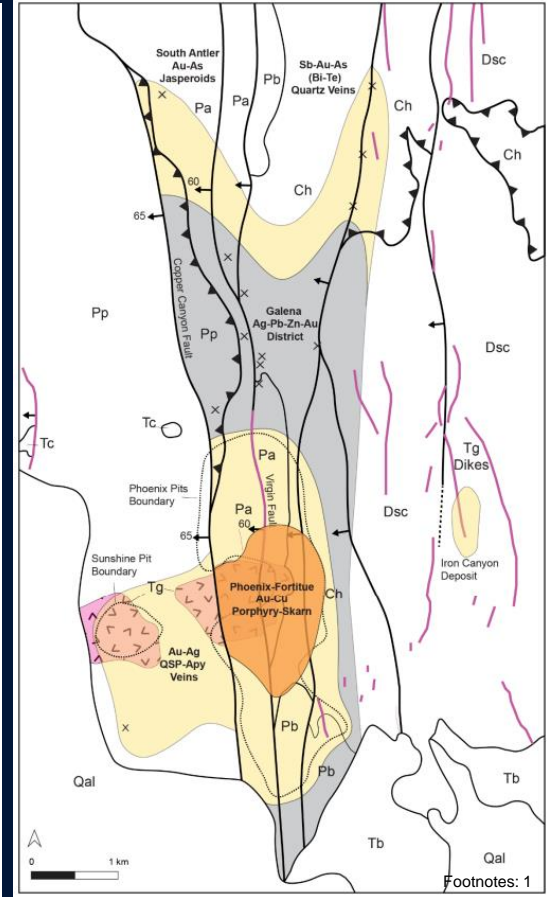 South Antler
Au-As
Jasperoids
Sb-Au-As
(Bi-Te)
Quartz Veins
Dsc
Pb
Pa
Pa
Ch
Ch
60
Ch
65
Copper Canyon Fault
Galena
Ag-Pb-Zn-Au
District
Pp
Pp
Dsc
Tc
Tc
Tg
Dikes
Phoenix Pits
Boundary
Pa
Virgin Fault
Pa
60
65
Dsc
Sunshine Pit
Boundary
Iron Canyon
Deposit
Tg
Phoenix-Fortitue
Au-Cu
Porphyry-Skarn
Ch
Au-Ag
QSP-Apy
Veins
Pb
Pb
Qal
Tb
Tb
Qal
0
1 km
Footnotes: 1